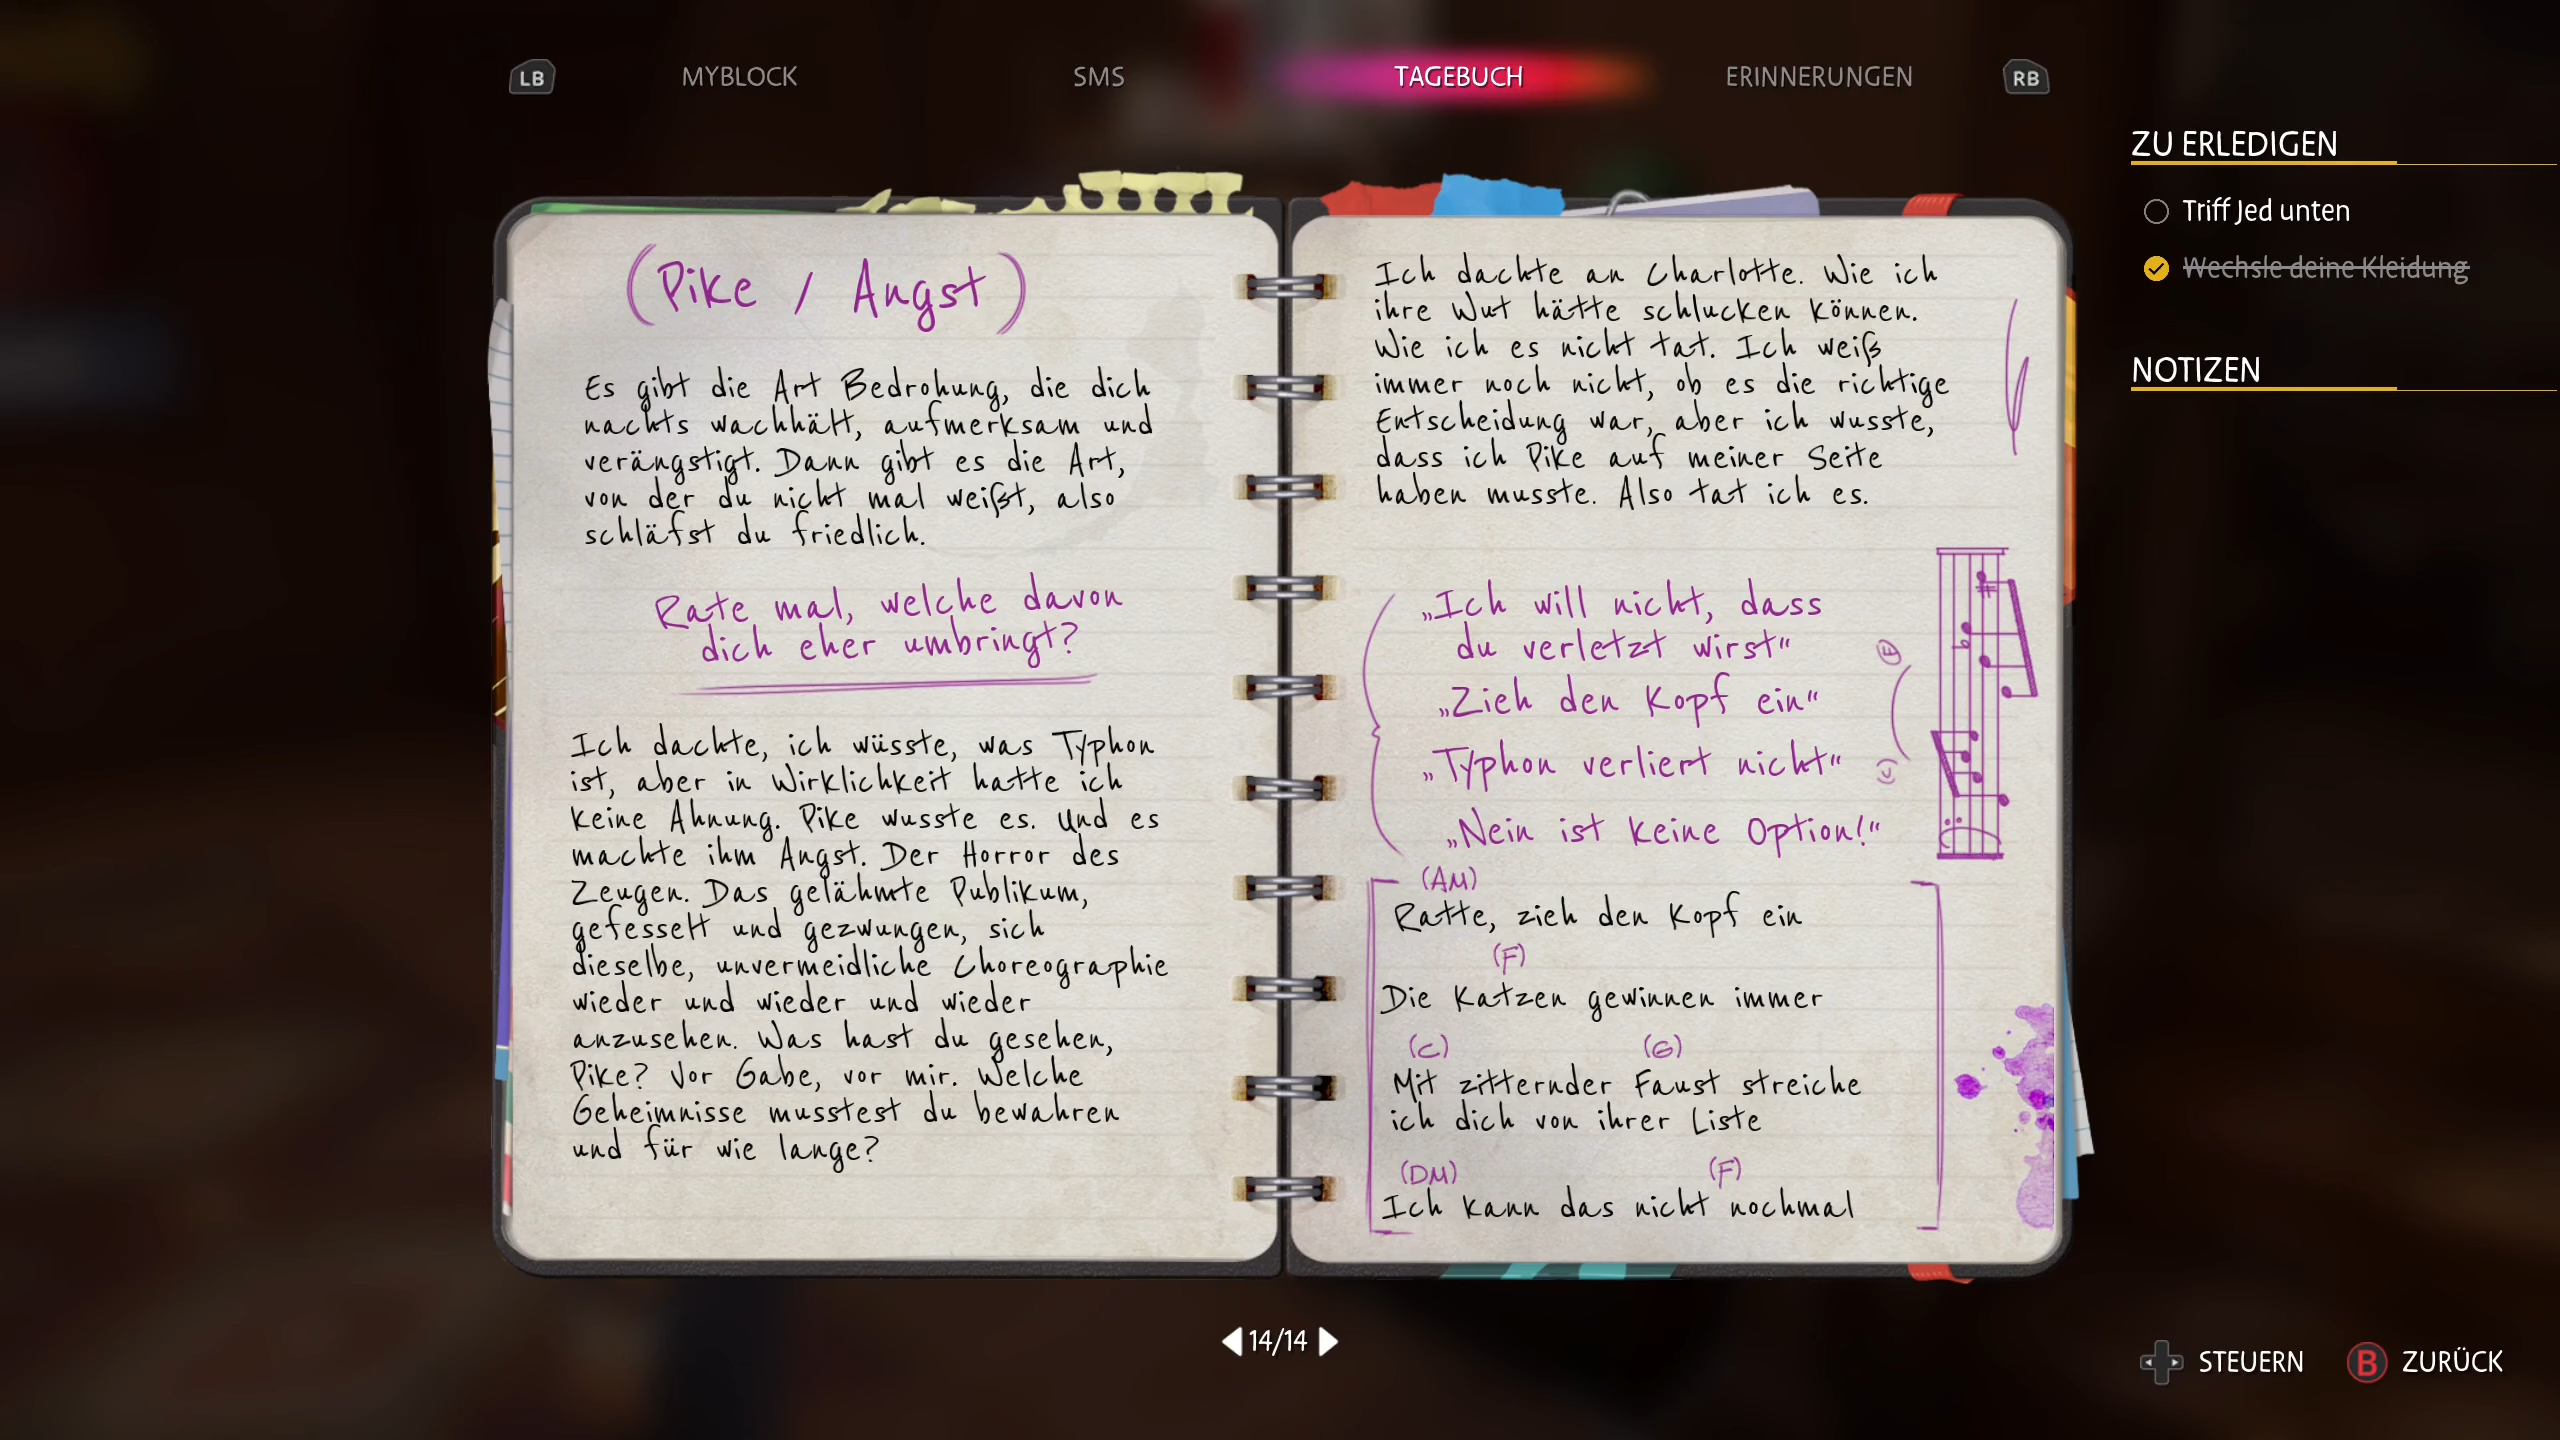 LB
MYBLOCK
SMS
TAGEBUCH
ERINNERUNGEN
RB
(Pike / Angst)
Es gibt die Art Bedrohung, die dich
nachts wachhält, aufmerksam und
verängstigt. Dann gibt es die Art,
von der du nicht mal weißt, also
schläfst du friedlich.
Rate mal, welche davon
dich eher umbringt?
Ich dachte, ich wüsste, was Typhon
ist, aber in Wirklichkeit hatte ich
keine Ahnung. Pike wusste es. Und es
machte ihm Angst. Der Horror des
Zeugen. Das gelähmte Publikum,
gefesselt und gezwungen, sich
dieselbe, unvermeidliche Choreographie
wieder und wieder und wieder
anzusehen. Was hast du gesehen,
Pike? Vor Gabe, vor mir. Welche
Geheimnisse musstest du bewahren
und für wie lange?
Ich dachte an Charlotte. Wie ich
ihre Wut hätte schlucken können.
Wie ich es nicht tat. Ich weiß
immer noch nicht, ob es die richtige
Entscheidung war, aber ich wusste,
dass ich Pike auf meiner Seite
haben musste. Also tat ich es.
„Ich will nicht, dass
du verletzt wirst“
„Zieh den Kopf ein“
„Typhon verliert nicht“
„Nein ist keine Option!“
(E)
(C)
(AM)
Ratte, zieh den Kopf ein
(F)
Die Katzen gewinnen immer
(C) (G)
Mit zitternder Faust streiche
ich dich von ihrer Liste
(DM) (F)
Ich kann das nicht nochmal
14/14
ZU ERLEDIGEN
Triff Jed unten
Wechsle deine Kleidung
NOTIZEN
STEUERN
B ZURÜCK